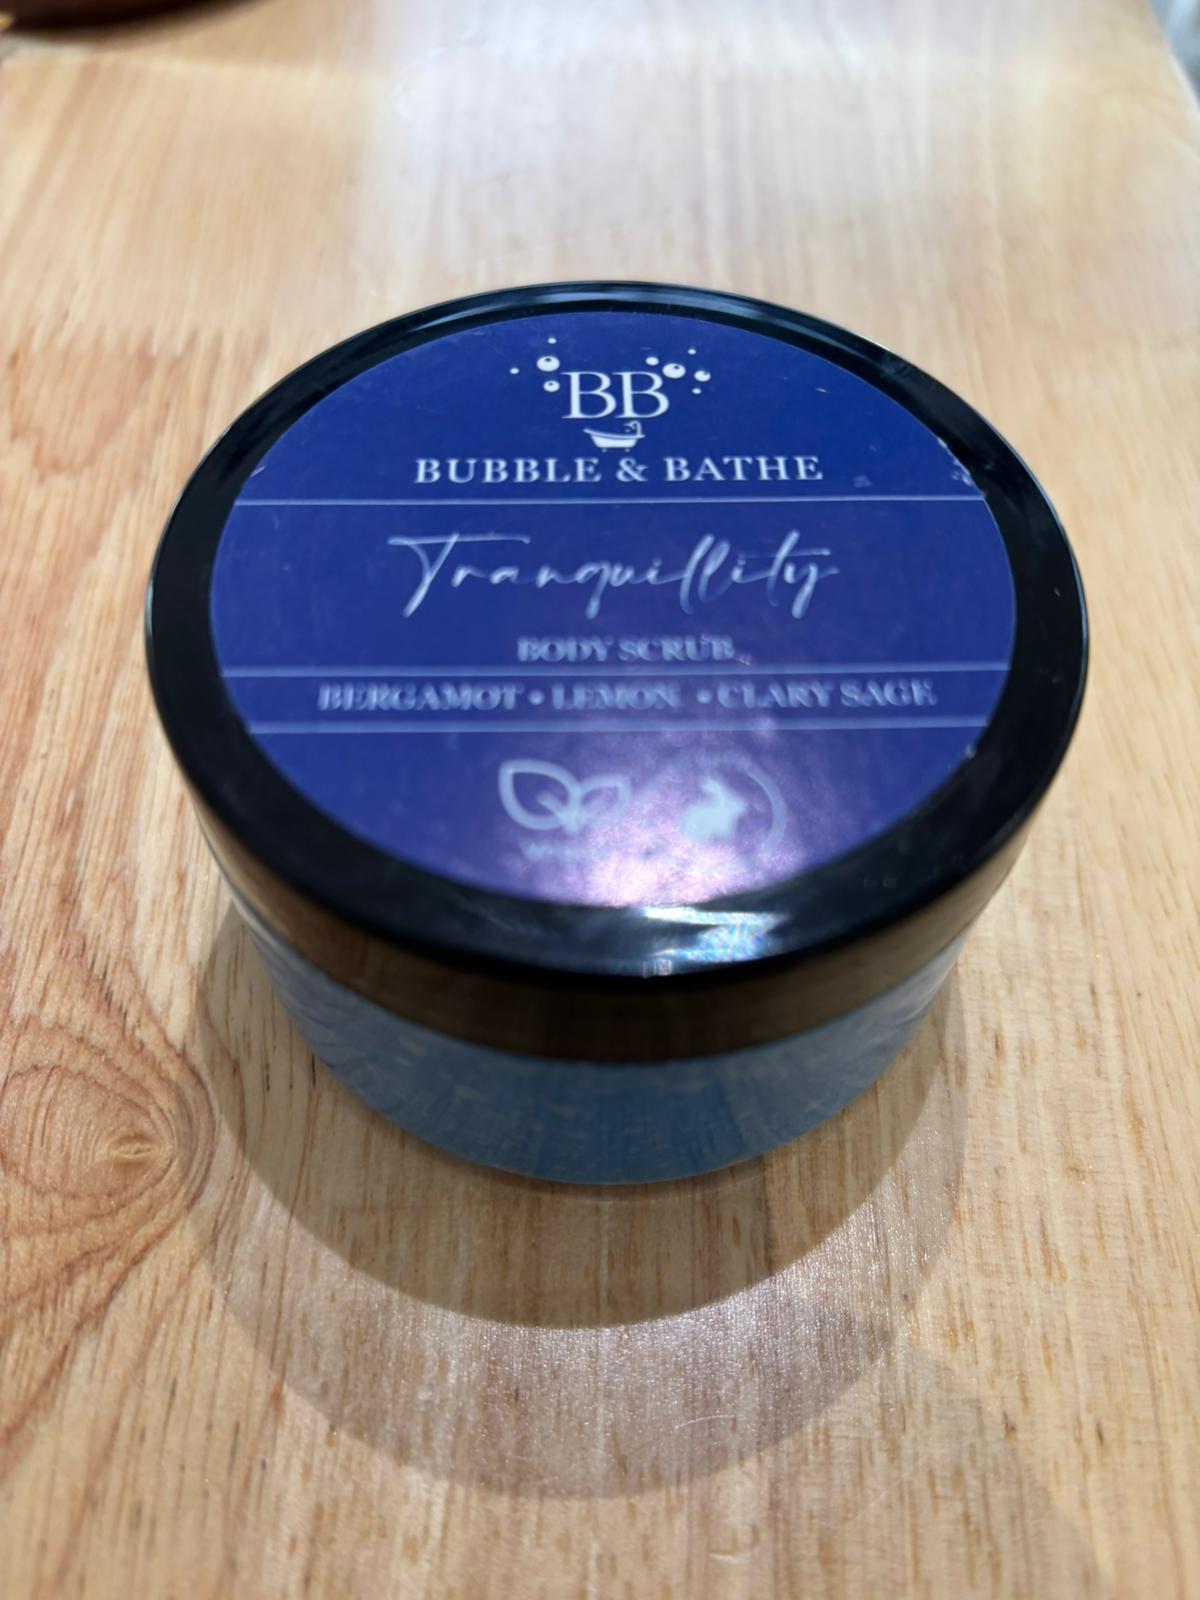 BB
BUBBLE & BATHE
Tranquillity
BODY SCRUB
BERGAMOT • LEMON • CLARY SAGE